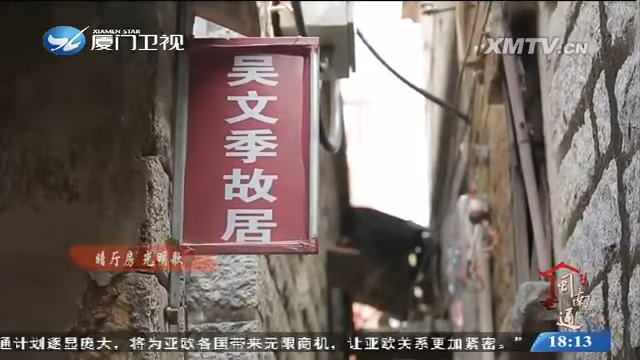 XIAMEN STAR
厦门卫视
XMTV.CN
吴文季故居
暗厅房 光明歌
闽南通
通计划逐显庞大，将为亚欧各国带来无限商机，让亚欧关系更加紧密。”
18:13